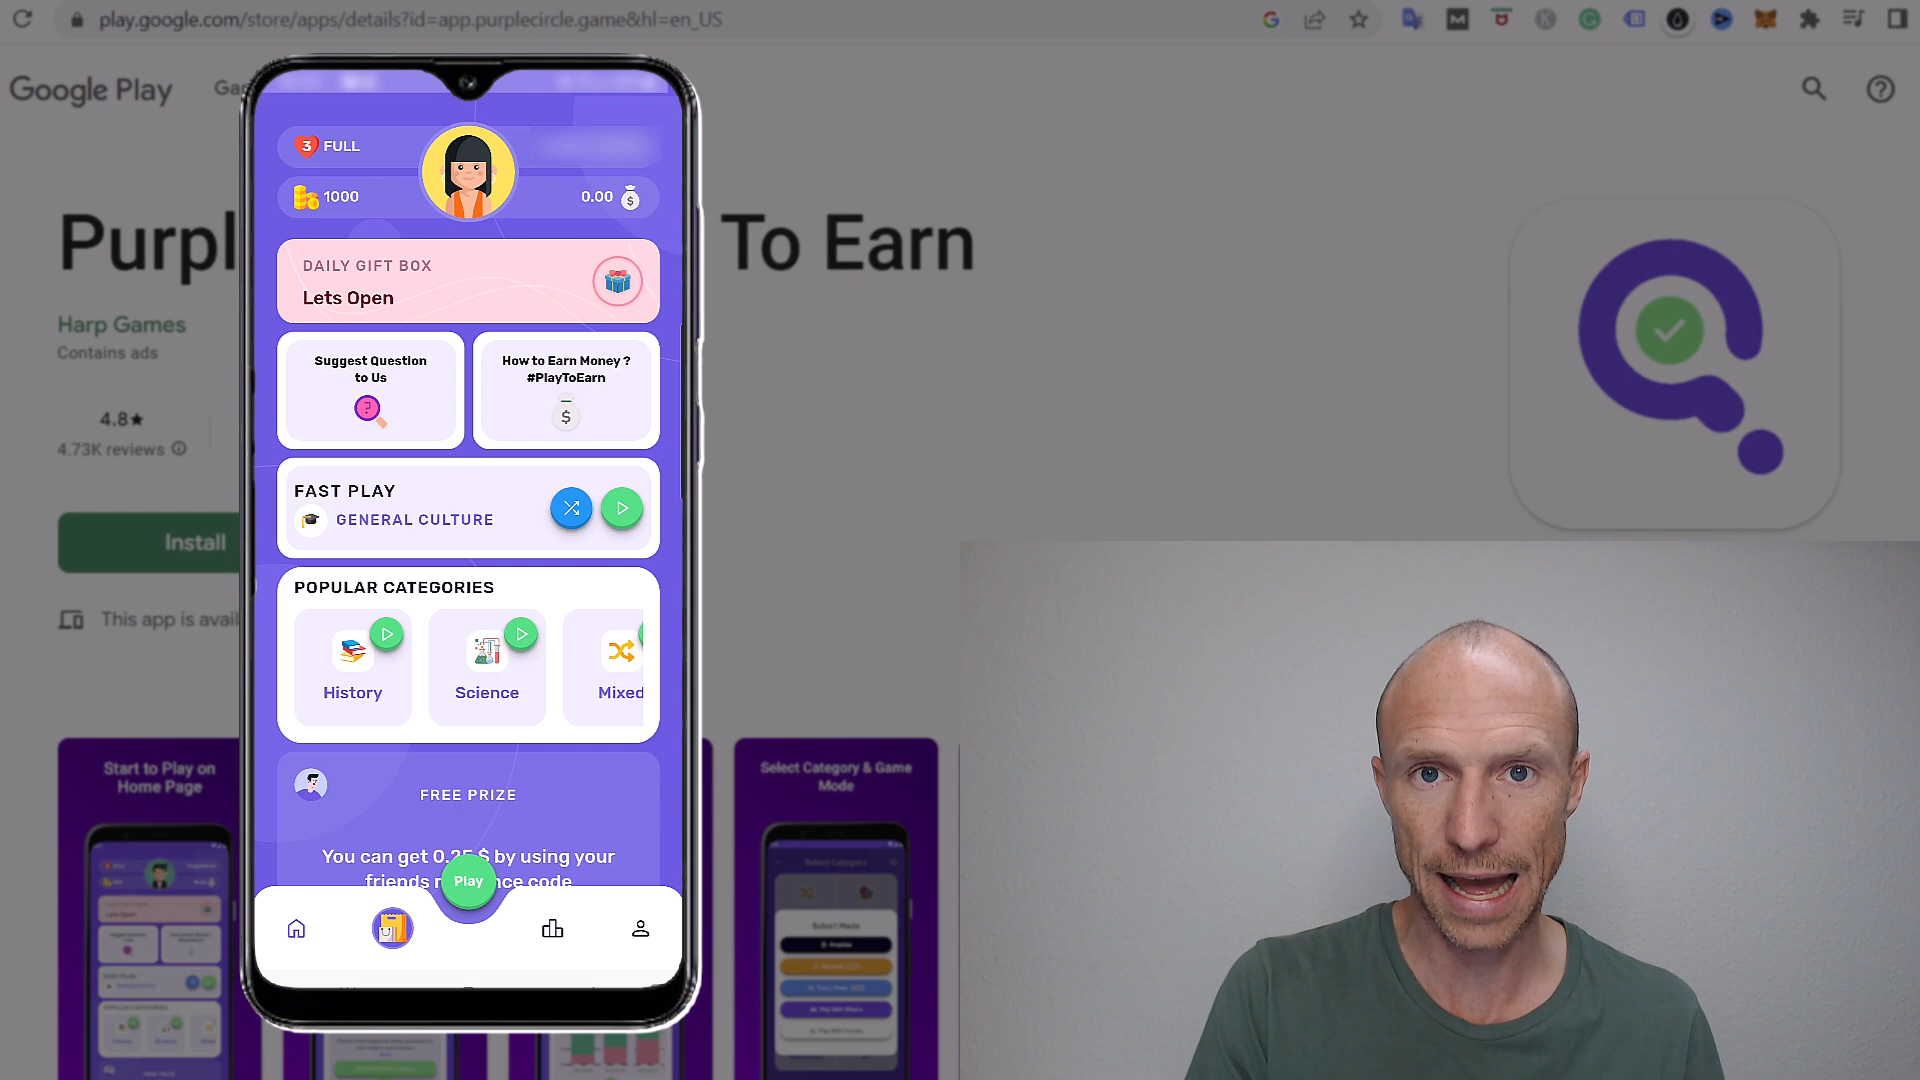 play.google.com/store/apps/details?id=app.purplecircle.game&hl=en_US
Google Play
Purpl To Earn
Harp Games
Contains ads
4.8★
4.73K reviews
Install
This app is avail
3 FULL
1000
0.00
DAILY GIFT BOX
Lets Open
Suggest Question
to Us
How to Earn Money ?
#PlayToEarn
FAST PLAY
GENERAL CULTURE
POPULAR CATEGORIES
History
Science
Mixed
FREE PRIZE
You can get 0.25 $ by using your
friends
code
Play
Start to Play on
Home Page
Select Category & Game
Mode
Select Category